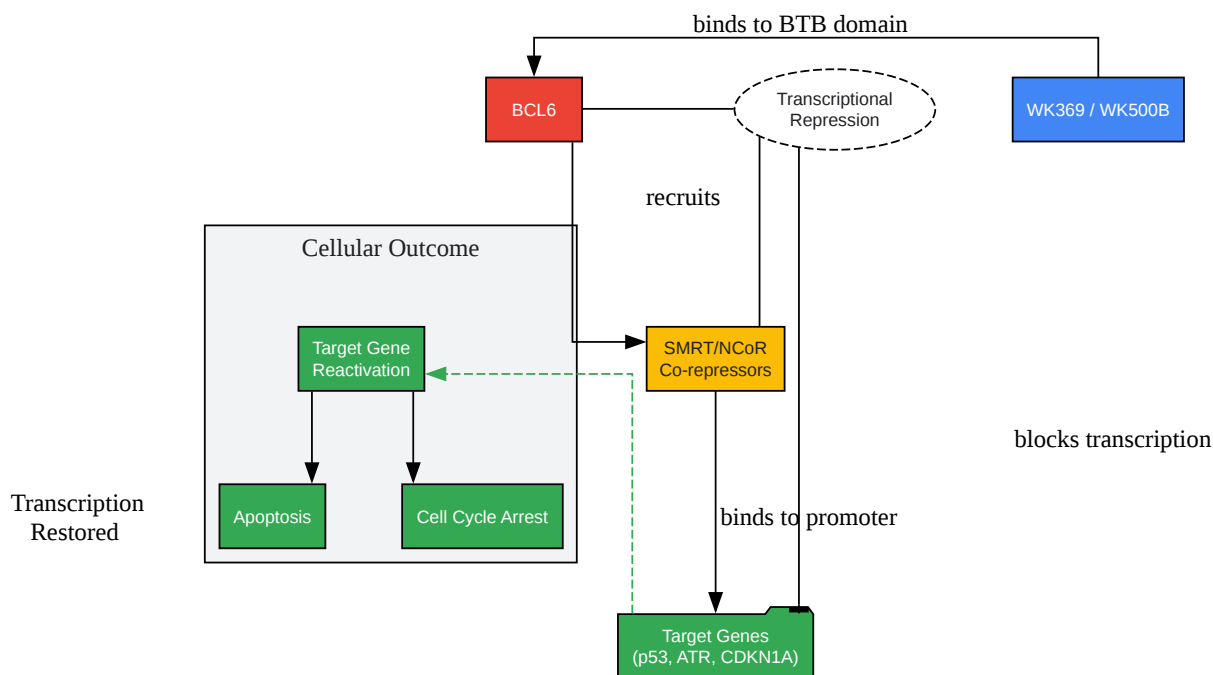 binds to BTB domain
BCL6
Transcriptional
Repression
WK369 / WK500B
recruits
Cellular Outcome
Target Gene
Reactivation
SMRT/NCoR
Co-repressors
blocks transcription
Transcription
Restored
Apoptosis
Cell Cycle Arrest
binds to promoter
Target Genes
(p53, ATR, CDKN1A)